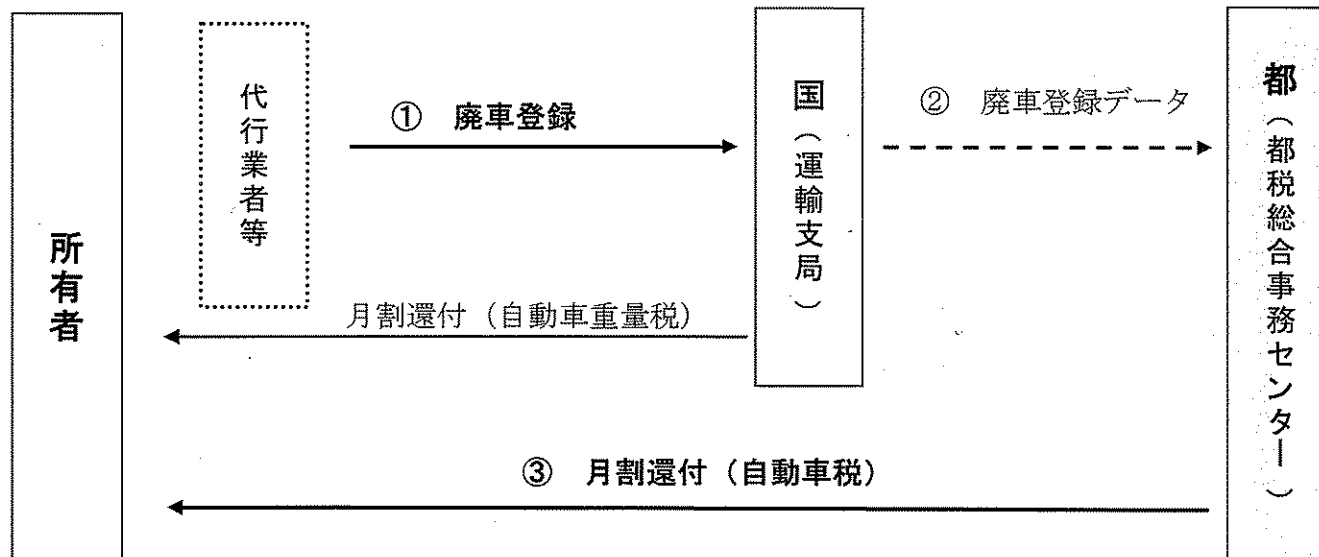 所有者
代行業者等
① 廃車登録
国（運輸支局）
② 廃車登録データ
都（都税総合事務センター）
月割還付（自動車重量税）
③ 月割還付（自動車税）